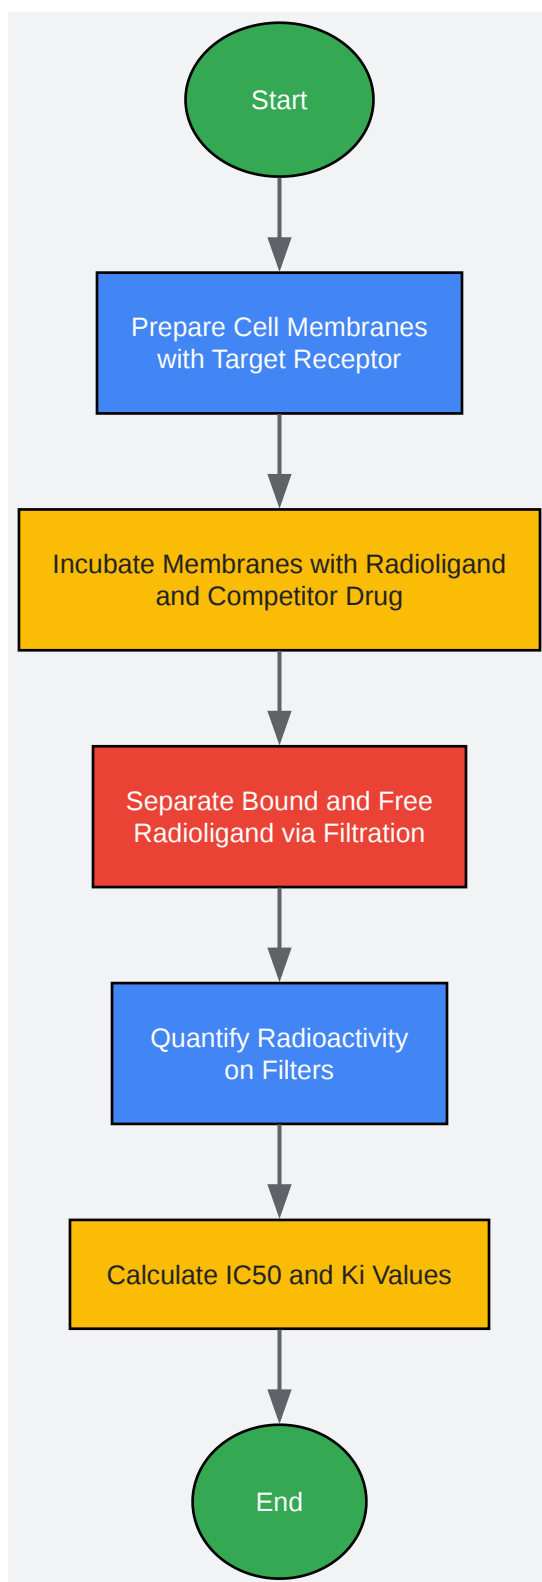 Start
Prepare Cell Membranes
with Target Receptor
Incubate Membranes with Radioligand
and Competitor Drug
Separate Bound and Free
Radioligand via Filtration
Quantify Radioactivity
on Filters
Calculate IC50 and Ki Values
End